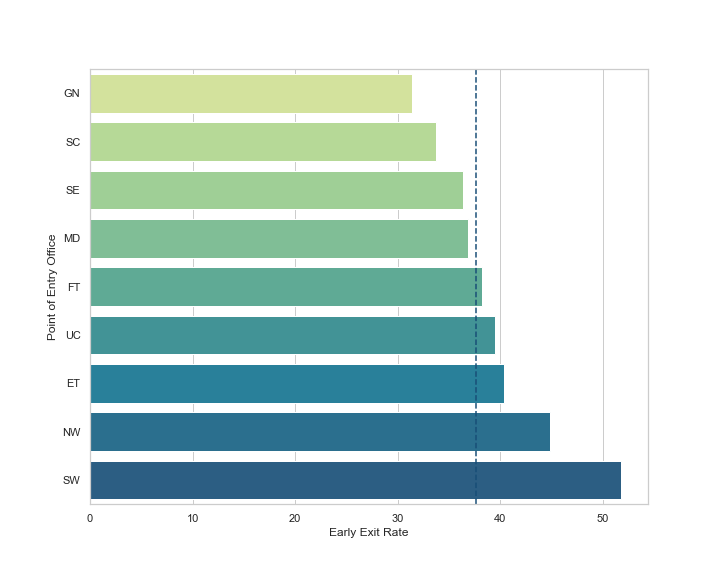 GN
SC
SE
MD
FT
UC
ET
NW
SW
Point of Entry Office
0 10 20 30 40 50
Early Exit Rate